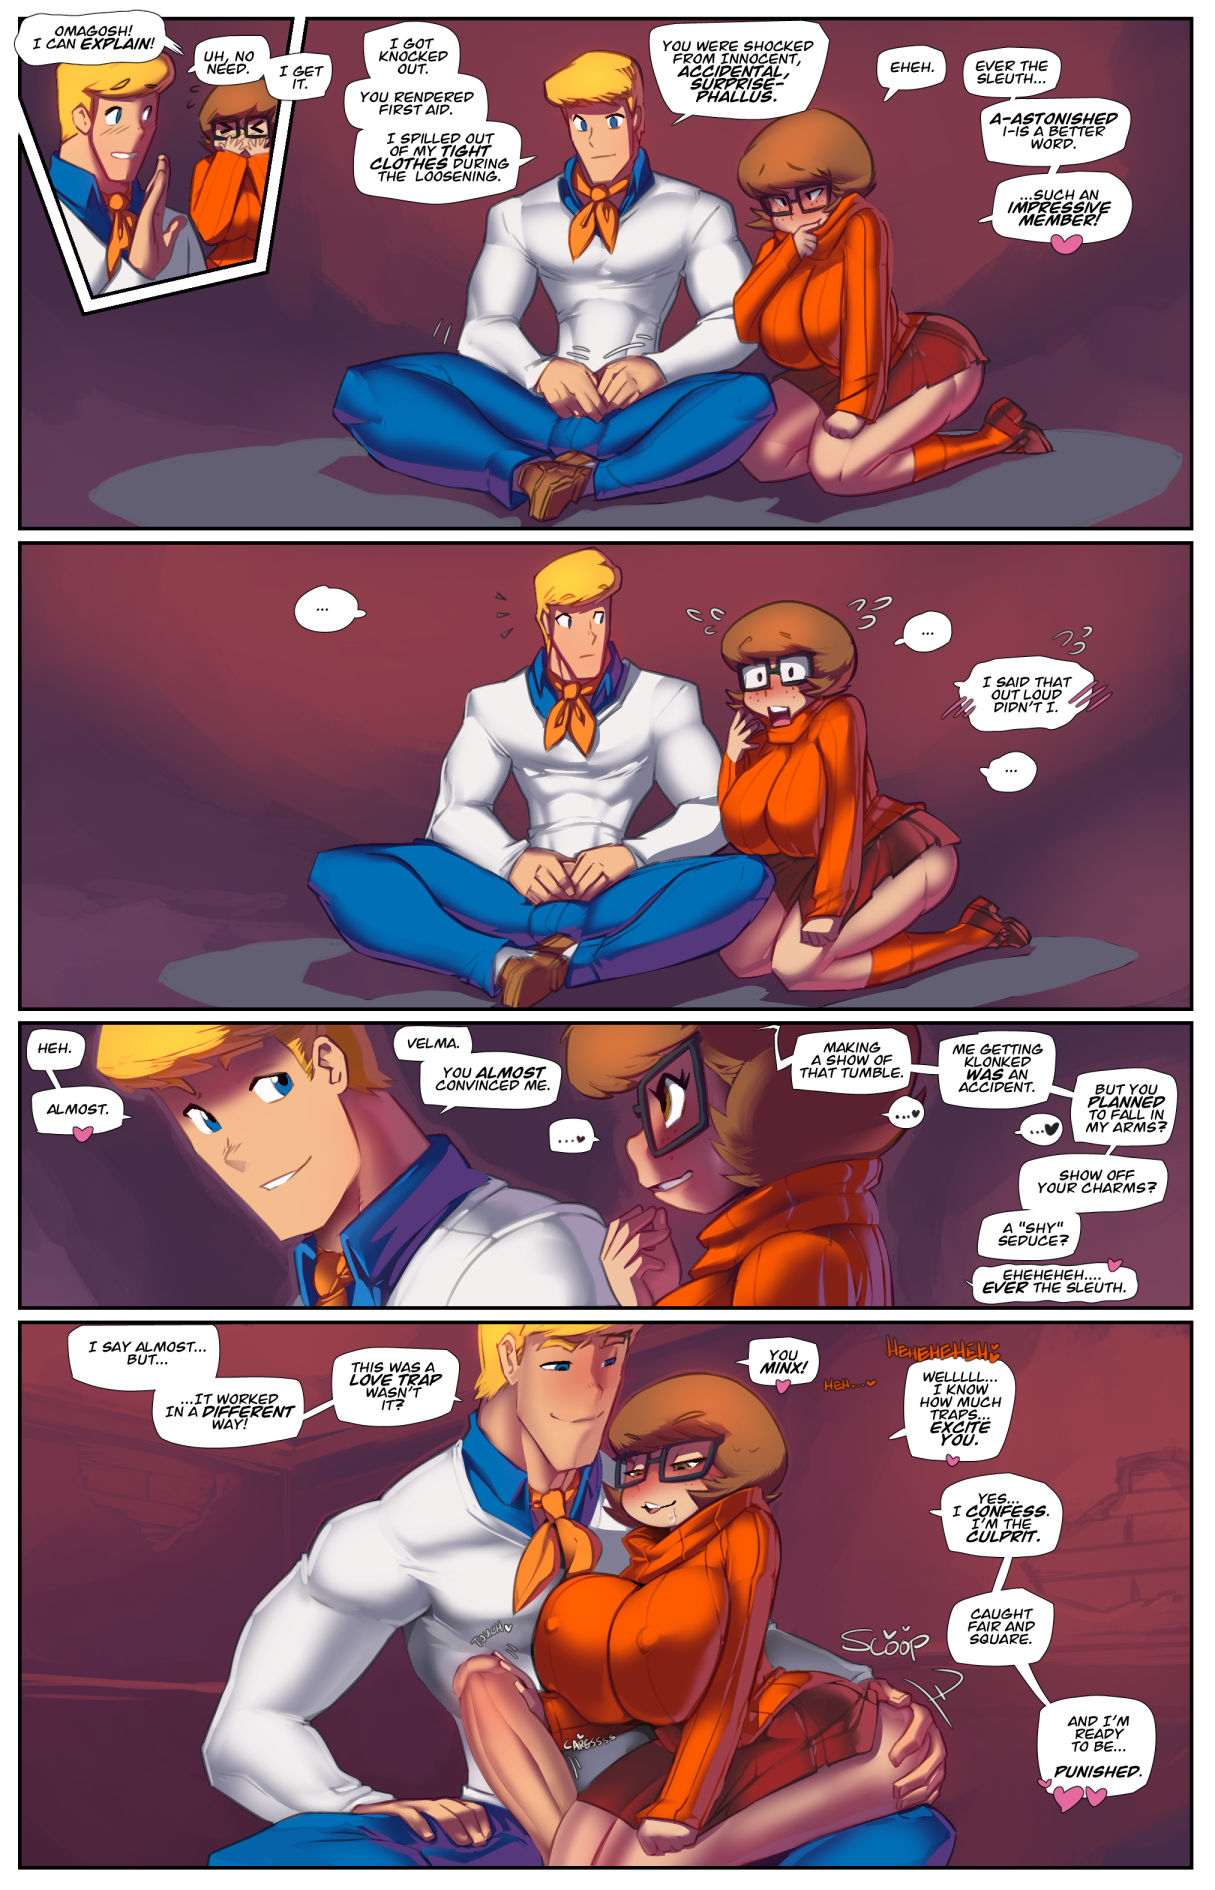 OMAGOSH!
I CAN EXPLAIN!
UH, NO
NEED.
I GET
IT.
I GOT
KNOCKED
OUT.
YOU RENDERED
FIRST AID.
I SPILLED OUT
OF MY TIGHT
CLOTHES DURING
THE LOOSENING.
YOU WERE SHOCKED
FROM INNOCENT,
ACCIDENTAL,
SURPRISE-
PHALLUS.
EHEH.
EVER THE
SLEUTH...
A-ASTONISHED
I-IS A BETTER
WORD.
...SUCH AN
IMPRESSIVE
MEMBER!
...
...
I SAID THAT
OUT LOUD
DIDN'T I.
...
HEH.
ALMOST.
VELMA.
YOU ALMOST
CONVINCED ME.
...
MAKING
A SHOW OF
THAT TUMBLE.
...
ME GETTING
KLONKED
WAS AN
ACCIDENT.
...
BUT YOU
PLANNED
TO FALL IN
MY ARMS?
SHOW OFF
YOUR CHARMS?
A "SHY"
SEDUCE?
EHEHEHEH....
EVER THE SLEUTH.
I SAY ALMOST...
BUT...
...IT WORKED
IN A DIFFERENT
WAY!
THIS WAS A
LOVE TRAP
WASN'T
IT?
YOU
MINX!
HEHEHEHEH
HEH...
WELLLLL...
I KNOW
HOW MUCH
TRAPS...
EXCITE
YOU.
YES...
I CONFESS.
I'M THE
CULPRIT.
CAUGHT
FAIR AND
SQUARE.
TOUCH
SCOOP
CARESSSS
AND I'M
READY
TO BE...
PUNISHED.